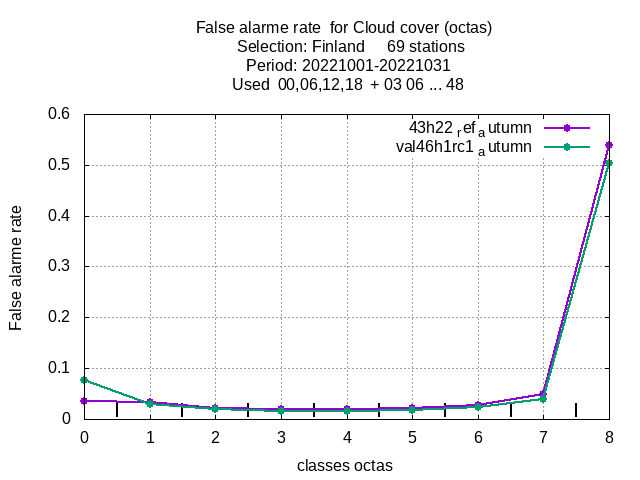 False alarme rate for Cloud cover (octas)
Selection: Finland 69 stations
Period: 20221001-20221031
Used 00,06,12,18 + 03 06 ... 48
0.6
43h22 ref autumn
val46h1rc1 autumn
0.5
0.4
0.3
0.2
0.1
0
False alarme rate
0 1 2 3 4 5 6 7 8
classes octas